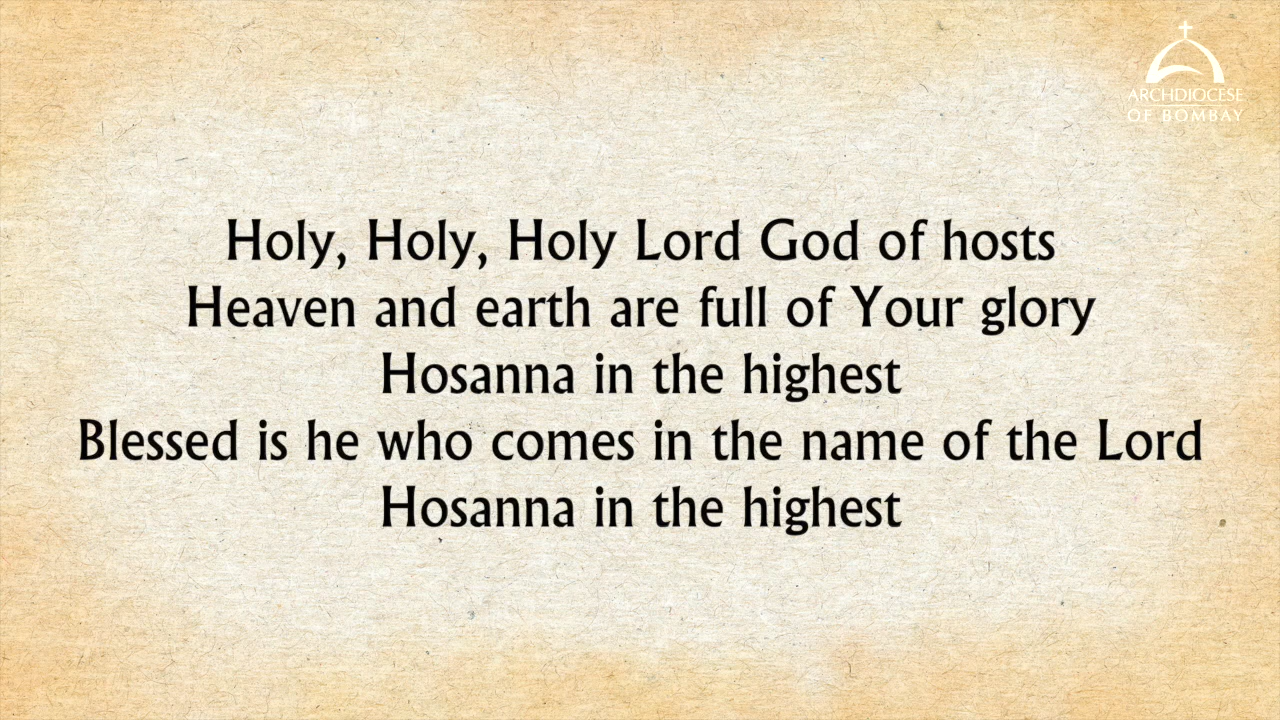 ARCHDIOCESE
OF BOMBAY
Holy, Holy, Holy Lord God of hosts
Heaven and earth are full of Your glory
Hosanna in the highest
Blessed is he who comes in the name of the Lord
Hosanna in the highest